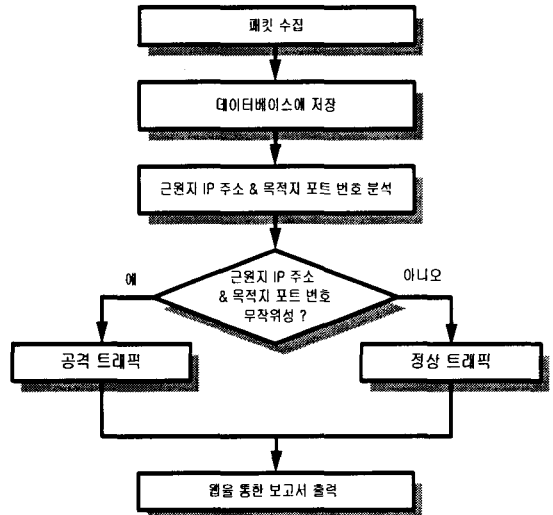 패킷 수집
데이터베이스에 저장
근원지 IP 주소 & 목적지 포트 번호 분석
근원지 IP 주소
& 목적지 포트 번호
무작위성 ?
예
아니오
공격 트래픽
정상 트래픽
웹을 통한 보고서 출력